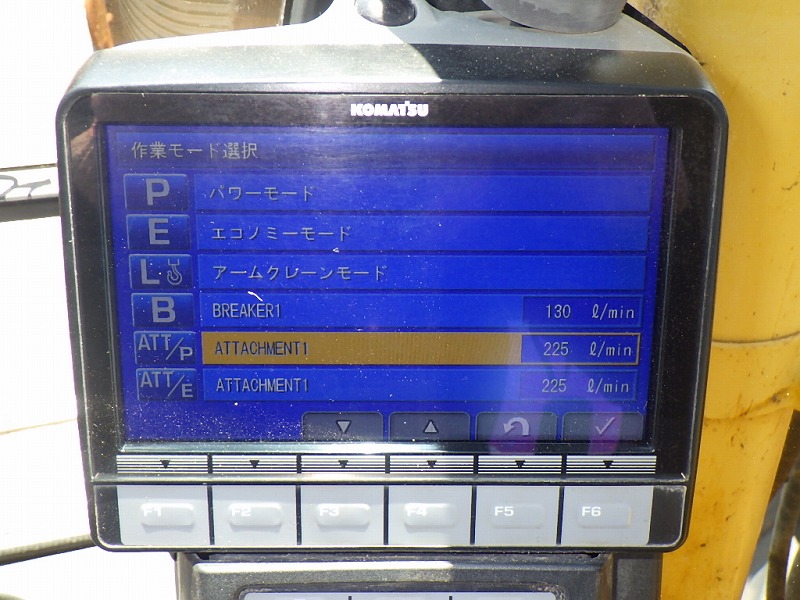 KOMATSU
作業モード選択
P パワーモード
E エコノミーモード
L アームクレーンモード
B BREAKER1 130 ℓ/min
ATT/P ATTACHMENT1 225 ℓ/min
ATT/E ATTACHMENT1 225 ℓ/min
F1 F2 F3 F4 F5 F6